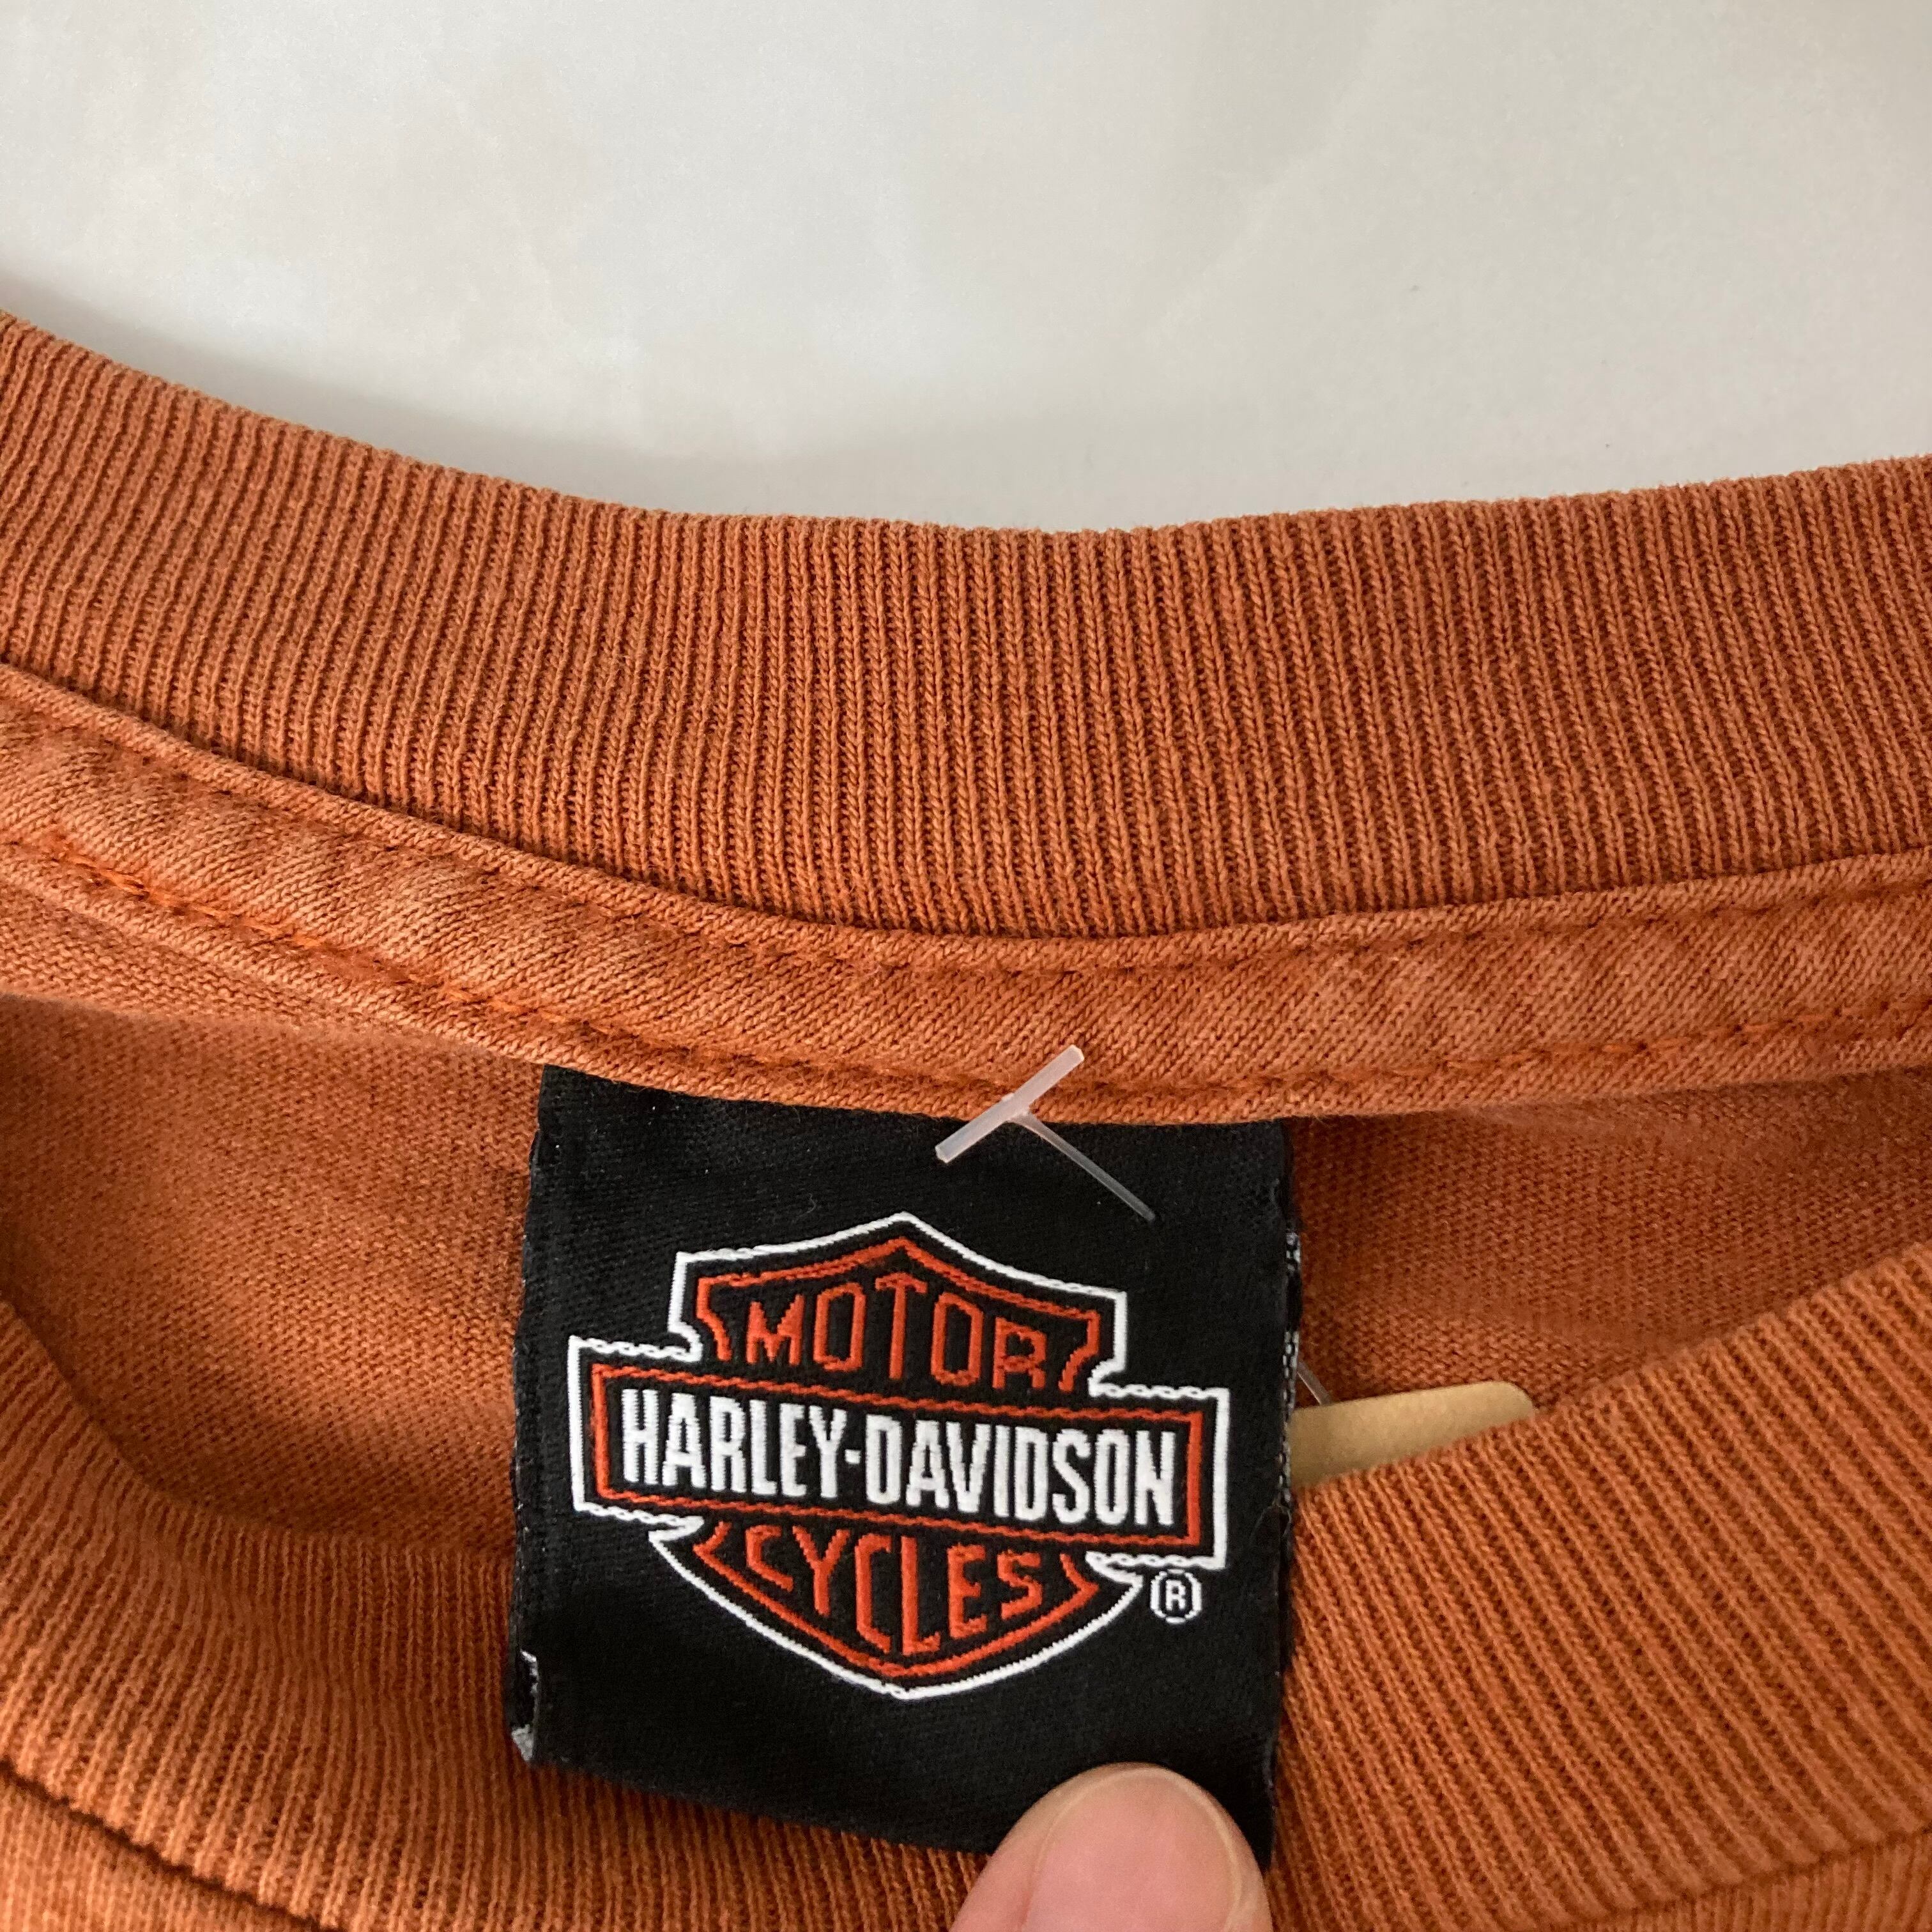 MOTOR
HARLEY-DAVIDSON
CYCLES
®